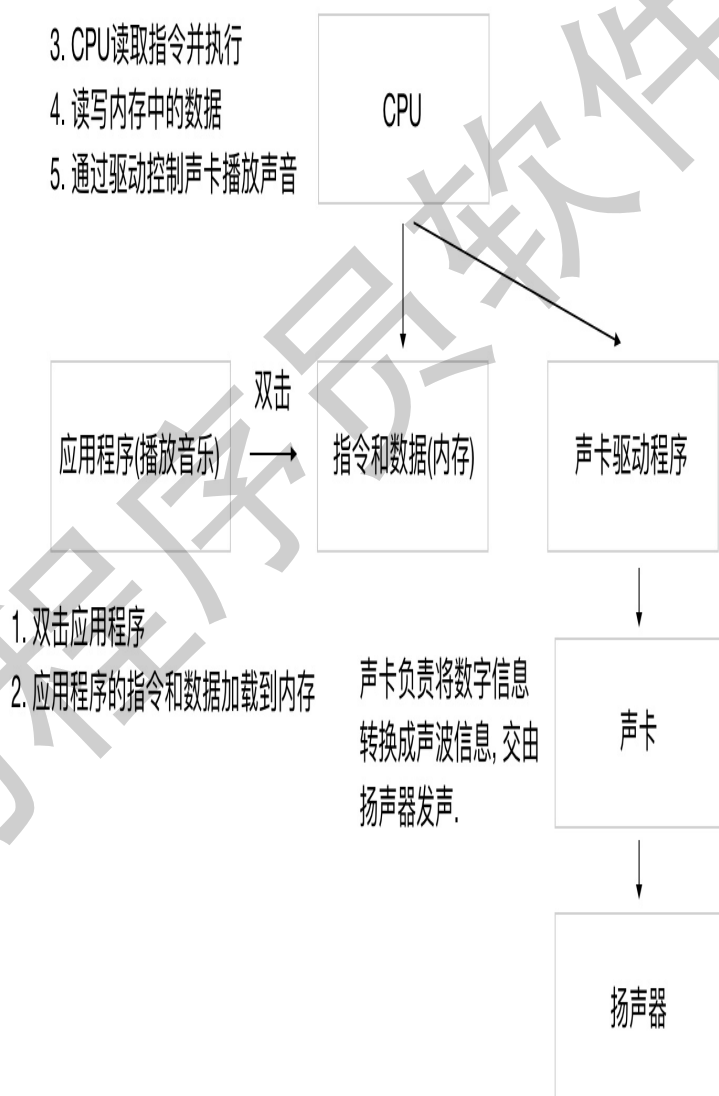 3. CPU读取指令并执行
4. 读写内存中的数据
5. 通过驱动控制声卡播放声音
CPU
双击
应用程序(播放音乐)
指令和数据(内存)
声卡驱动程序
1. 双击应用程序
2. 应用程序的指令和数据加载到内存
声卡负责将数字信息
转换成声波信息, 交由
扬声器发声.
声卡
扬声器
程序员软件